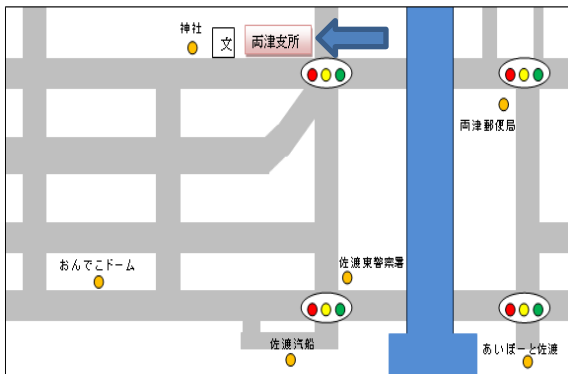 神社
文
両津支所
両津郵便局
佐渡東警察署
おんでこドーム
佐渡汽船
あいぽーと佐渡